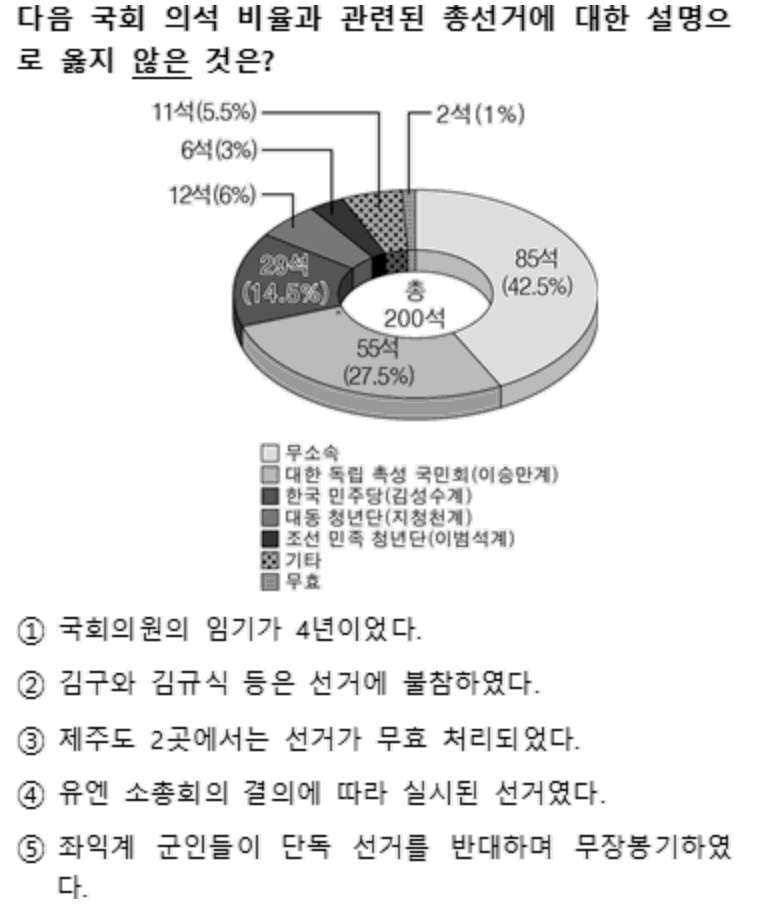 다음 국회 의석 비율과 관련된 총선거에 대한 설명으
로 옳지 않은 것은?
11석(5.5%)
2석(1%)
6석(3%)
12석(6%)
29석
(14.5%)
85석
(42.5%)
총
200석
55석
(27.5%)
무소속
대한 독립 촉성 국민회(이승만계)
한국 민주당(김성수계)
대동 청년단(지청천계)
조선 민족 청년단(이범석계)
기타
무효
① 국회의원의 임기가 4년이었다.
② 김구와 김규식 등은 선거에 불참하였다.
③ 제주도 2곳에서는 선거가 무효 처리되었다.
④ 유엔 소총회의 결의에 따라 실시된 선거였다.
⑤ 좌익계 군인들이 단독 선거를 반대하며 무장봉기하였
다.